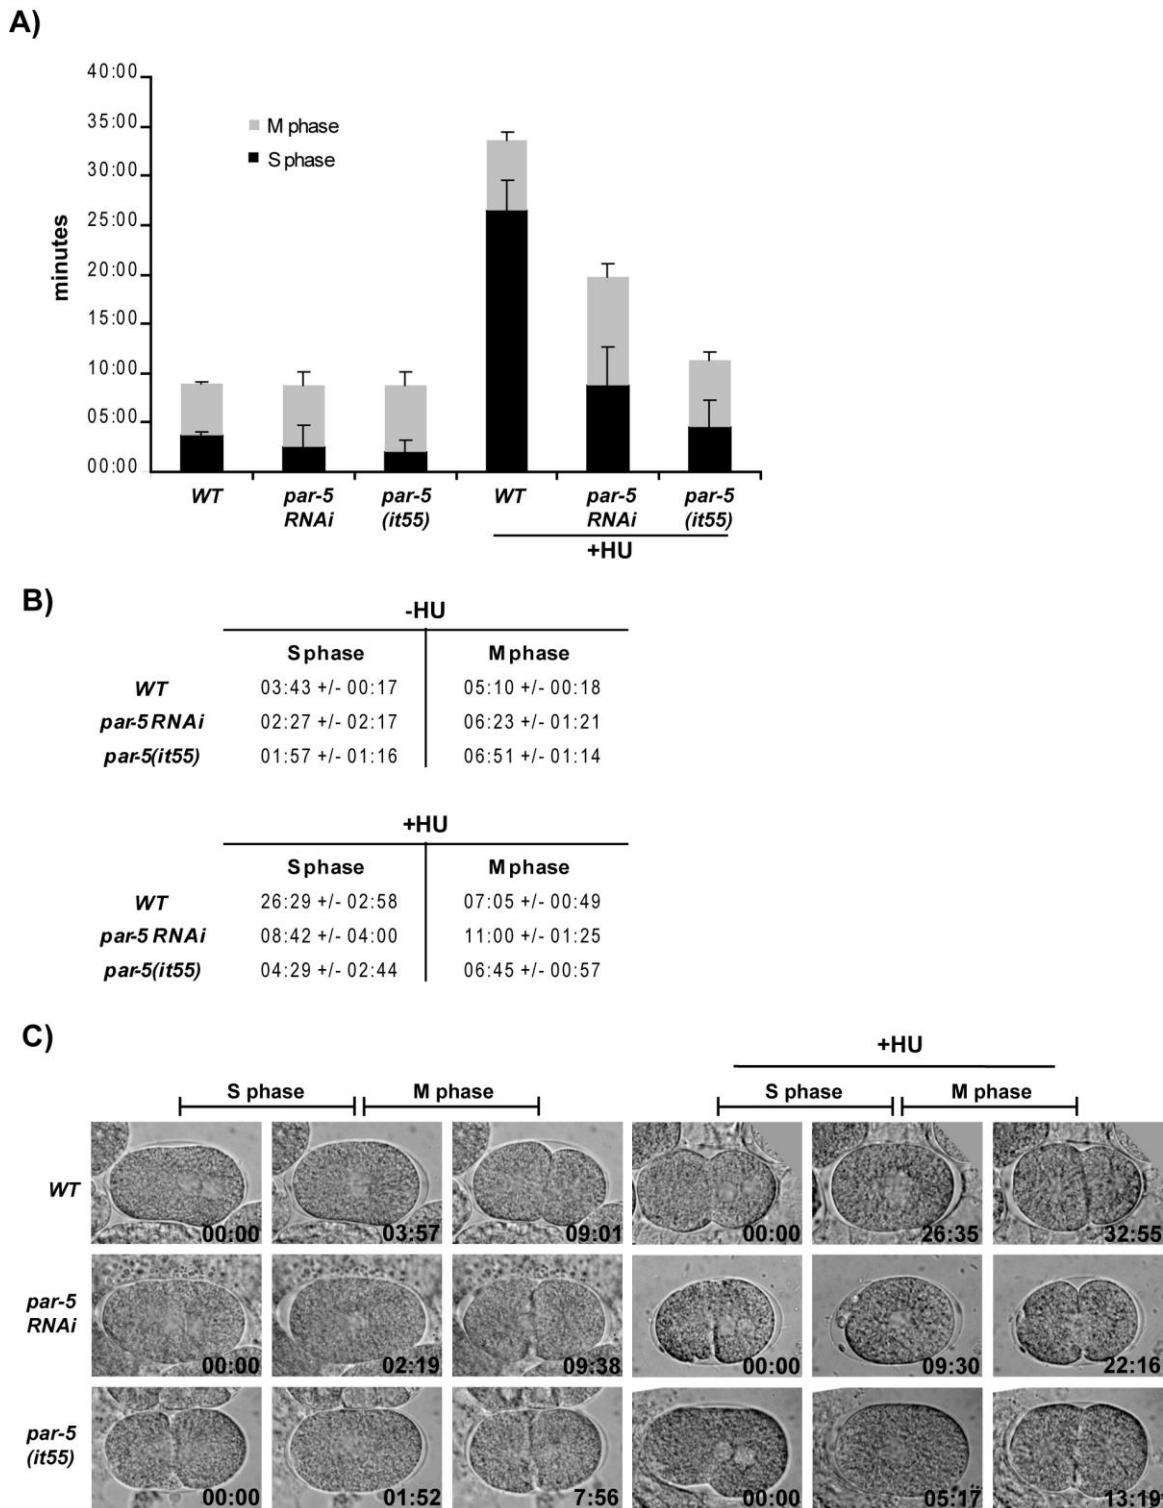 A)
40:00
35:00
30:00
25:00
20:00
15:00
10:00
05:00
00:00
minutes
M phase
S phase
WT
par-5 RNAi
par-5 (it55)
WT
par-5 RNAi
par-5 (it55)
+HU
B)
-HU
S phase M phase
WT 03:43 +/- 00:17 05:10 +/- 00:18
par-5 RNAi 02:27 +/- 02:17 06:23 +/- 01:21
par-5(it55) 01:57 +/- 01:16 06:51 +/- 01:14
+HU
S phase M phase
WT 26:29 +/- 02:58 07:05 +/- 00:49
par-5 RNAi 08:42 +/- 04:00 11:00 +/- 01:25
par-5(it55) 04:29 +/- 02:44 06:45 +/- 00:57
C)
+HU
S phase M phase S phase M phase
WT
00:00 03:57 09:01 00:00 26:35 32:55
par-5
RNAi
00:00 02:19 09:38 00:00 09:30 22:16
par-5
(it55)
00:00 01:52 7:56 00:00 05:17 13:19